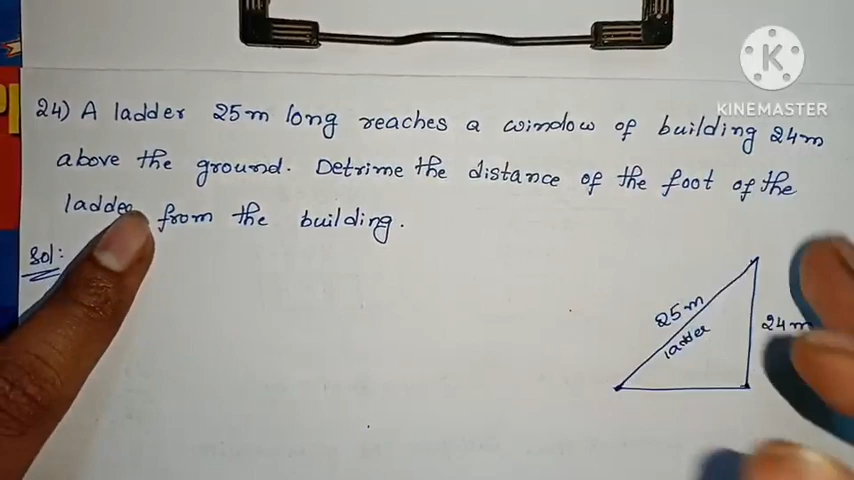 K
KINEMASTER
24) A ladder 25m long reaches a window of building 24m
above the ground. Detrime the distance of the foot of the
ladder from the building.
Sol:
25m
ladder
24m